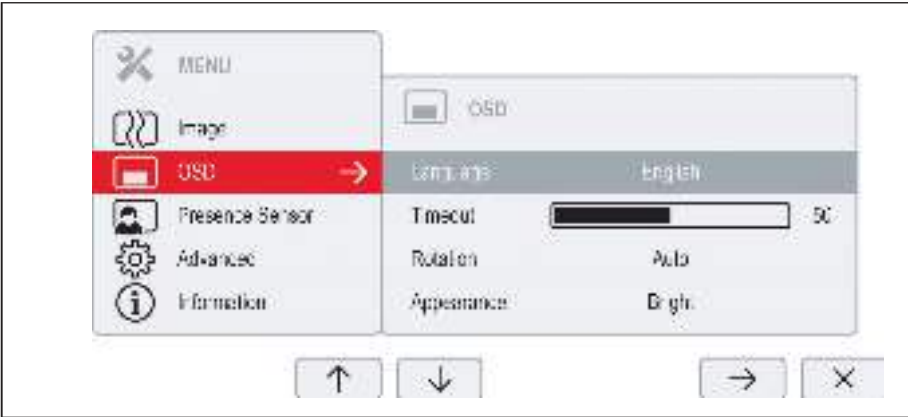 MENU
Image
OSD
Presence Sensor
Advanced
Information
OSD
Language English
Timeout 50
Rotation Auto
Appearance Bright